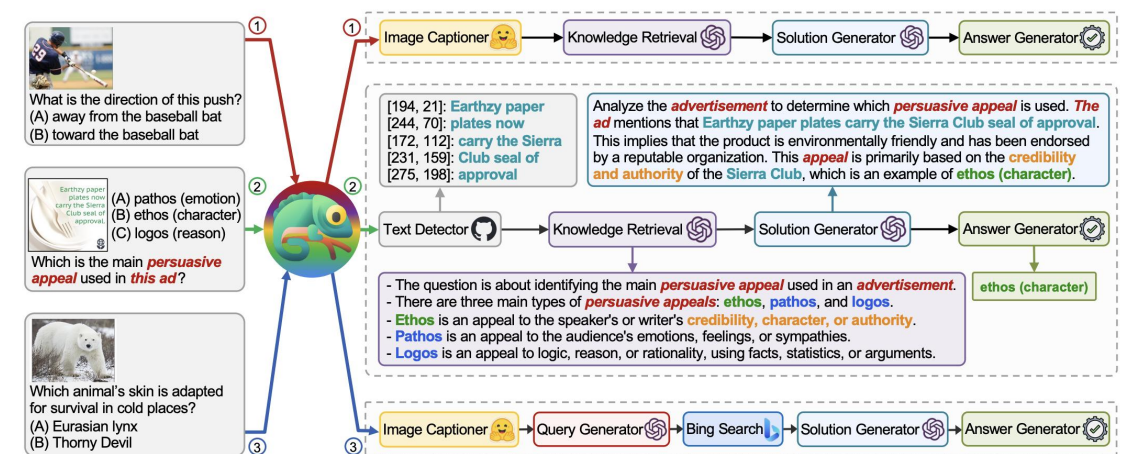 What is the direction of this push?
(A) away from the baseball bat
(B) toward the baseball bat
Earthzy paper
plates now
carry the Sierra
Club seal of
approval.
(A) pathos (emotion)
(B) ethos (character)
(C) logos (reason)
Which is the main persuasive
appeal used in this ad?
Which animal's skin is adapted
for survival in cold places?
(A) Eurasian lynx
(B) Thorny Devil
1
2
3
1
2
3
Image Captioner
Knowledge Retrieval
Solution Generator
Answer Generator
[194, 21]: Earthzy paper
[244, 70]: plates now
[172, 112]: carry the Sierra
[231, 159]: Club seal of
[275, 198]: approval
Analyze the advertisement to determine which persuasive appeal is used. The
ad mentions that Earthzy paper plates carry the Sierra Club seal of approval.
This implies that the product is environmentally friendly and has been endorsed
by a reputable organization. This appeal is primarily based on the credibility
and authority of the Sierra Club, which is an example of ethos (character).
Text Detector
Knowledge Retrieval
Solution Generator
Answer Generator
ethos (character)
- The question is about identifying the main persuasive appeal used in an advertisement.
- There are three main types of persuasive appeals: ethos, pathos, and logos.
- Ethos is an appeal to the speaker's or writer's credibility, character, or authority.
- Pathos is an appeal to the audience's emotions, feelings, or sympathies.
- Logos is an appeal to logic, reason, or rationality, using facts, statistics, or arguments.
Image Captioner
Query Generator
Bing Search
Solution Generator
Answer Generator
29